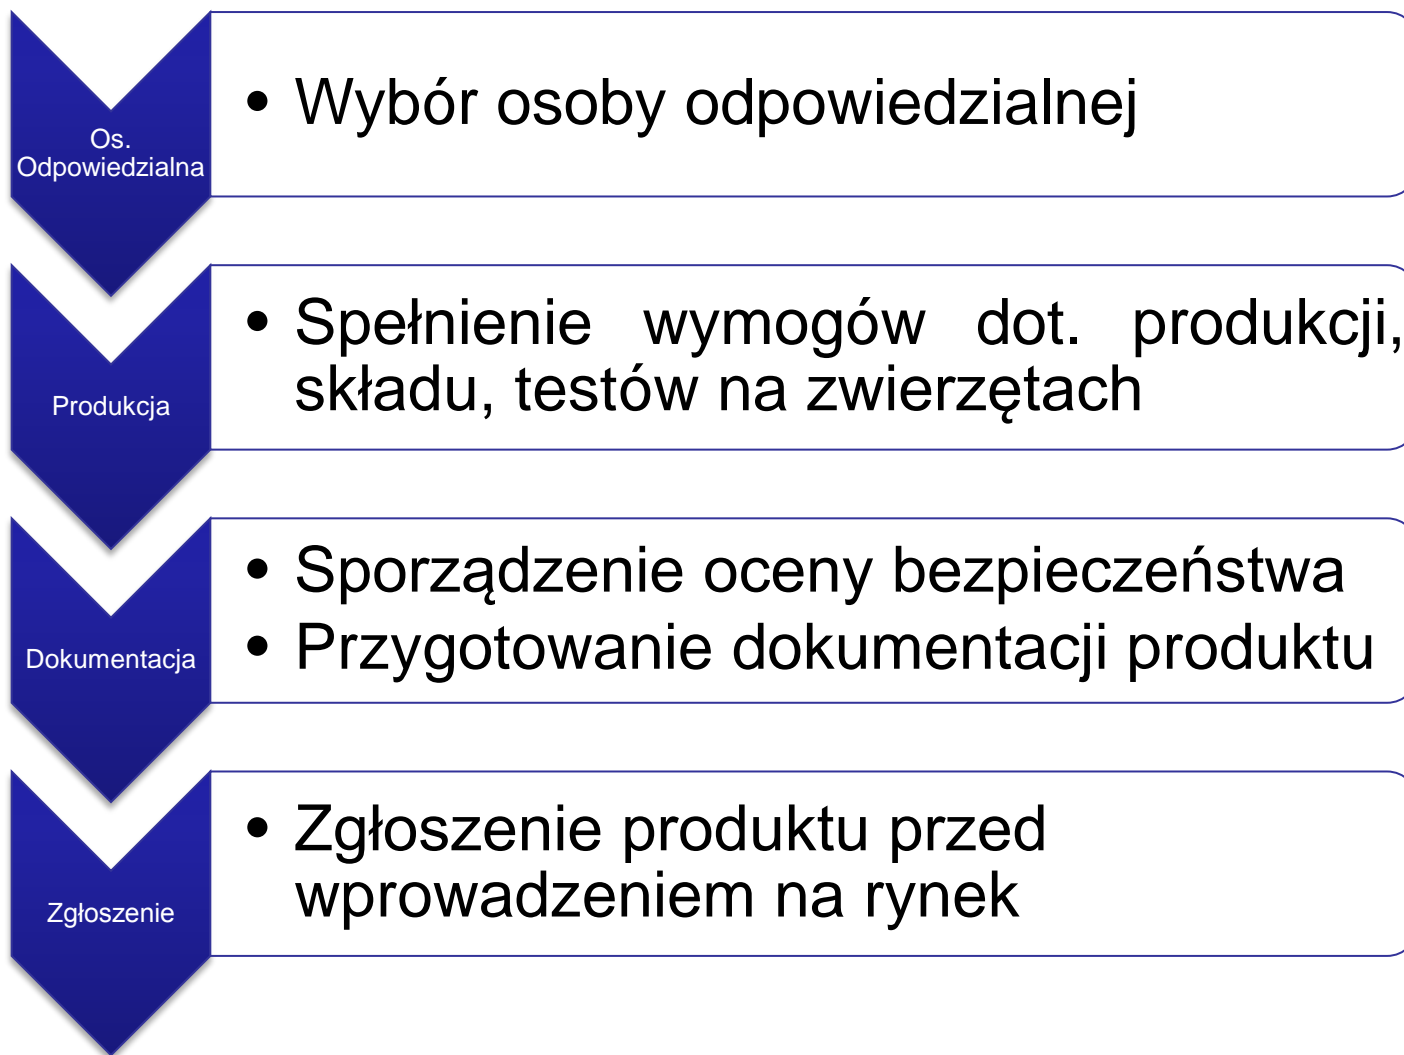 Os.
Odpowiedzialna
• Wybór osoby odpowiedzialnej
Produkcja
• Spełnienie wymogów dot. produkcji,
składu, testów na zwierzętach
Dokumentacja
• Sporządzenie oceny bezpieczeństwa
• Przygotowanie dokumentacji produktu
Zgłoszenie
• Zgłoszenie produktu przed
wprowadzeniem na rynek